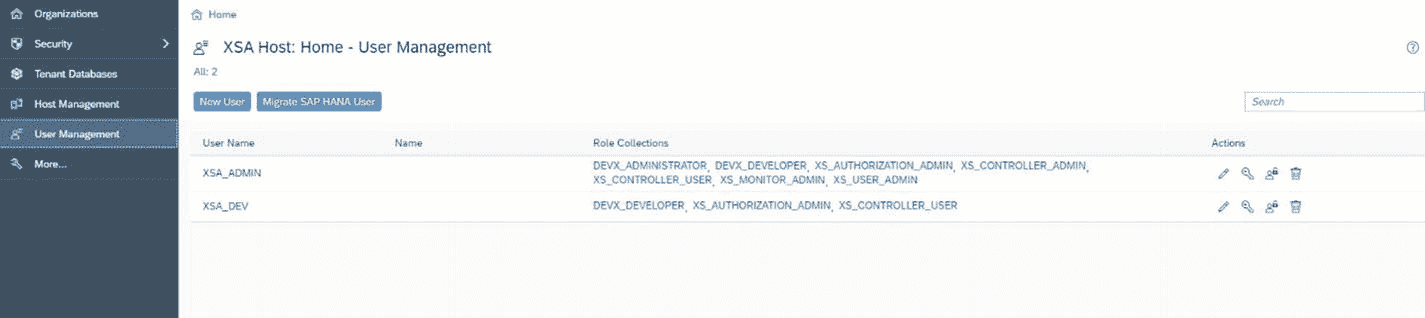 Organizations
Security
Tenant Databases
Host Management
User Management
More...
Home
XSA Host: Home - User Management
All: 2
New User Migrate SAP HANA User Search
User Name Name Role Collections Actions
XSA_ADMIN DEVX_ADMINISTRATOR, DEVX_DEVELOPER, XS_AUTHORIZATION_ADMIN, XS_CONTROLLER_ADMIN,
XS_CONTROLLER_USER, XS_MONITOR_ADMIN, XS_USER_ADMIN
XSA_DEV DEVX_DEVELOPER, XS_AUTHORIZATION_ADMIN, XS_CONTROLLER_USER